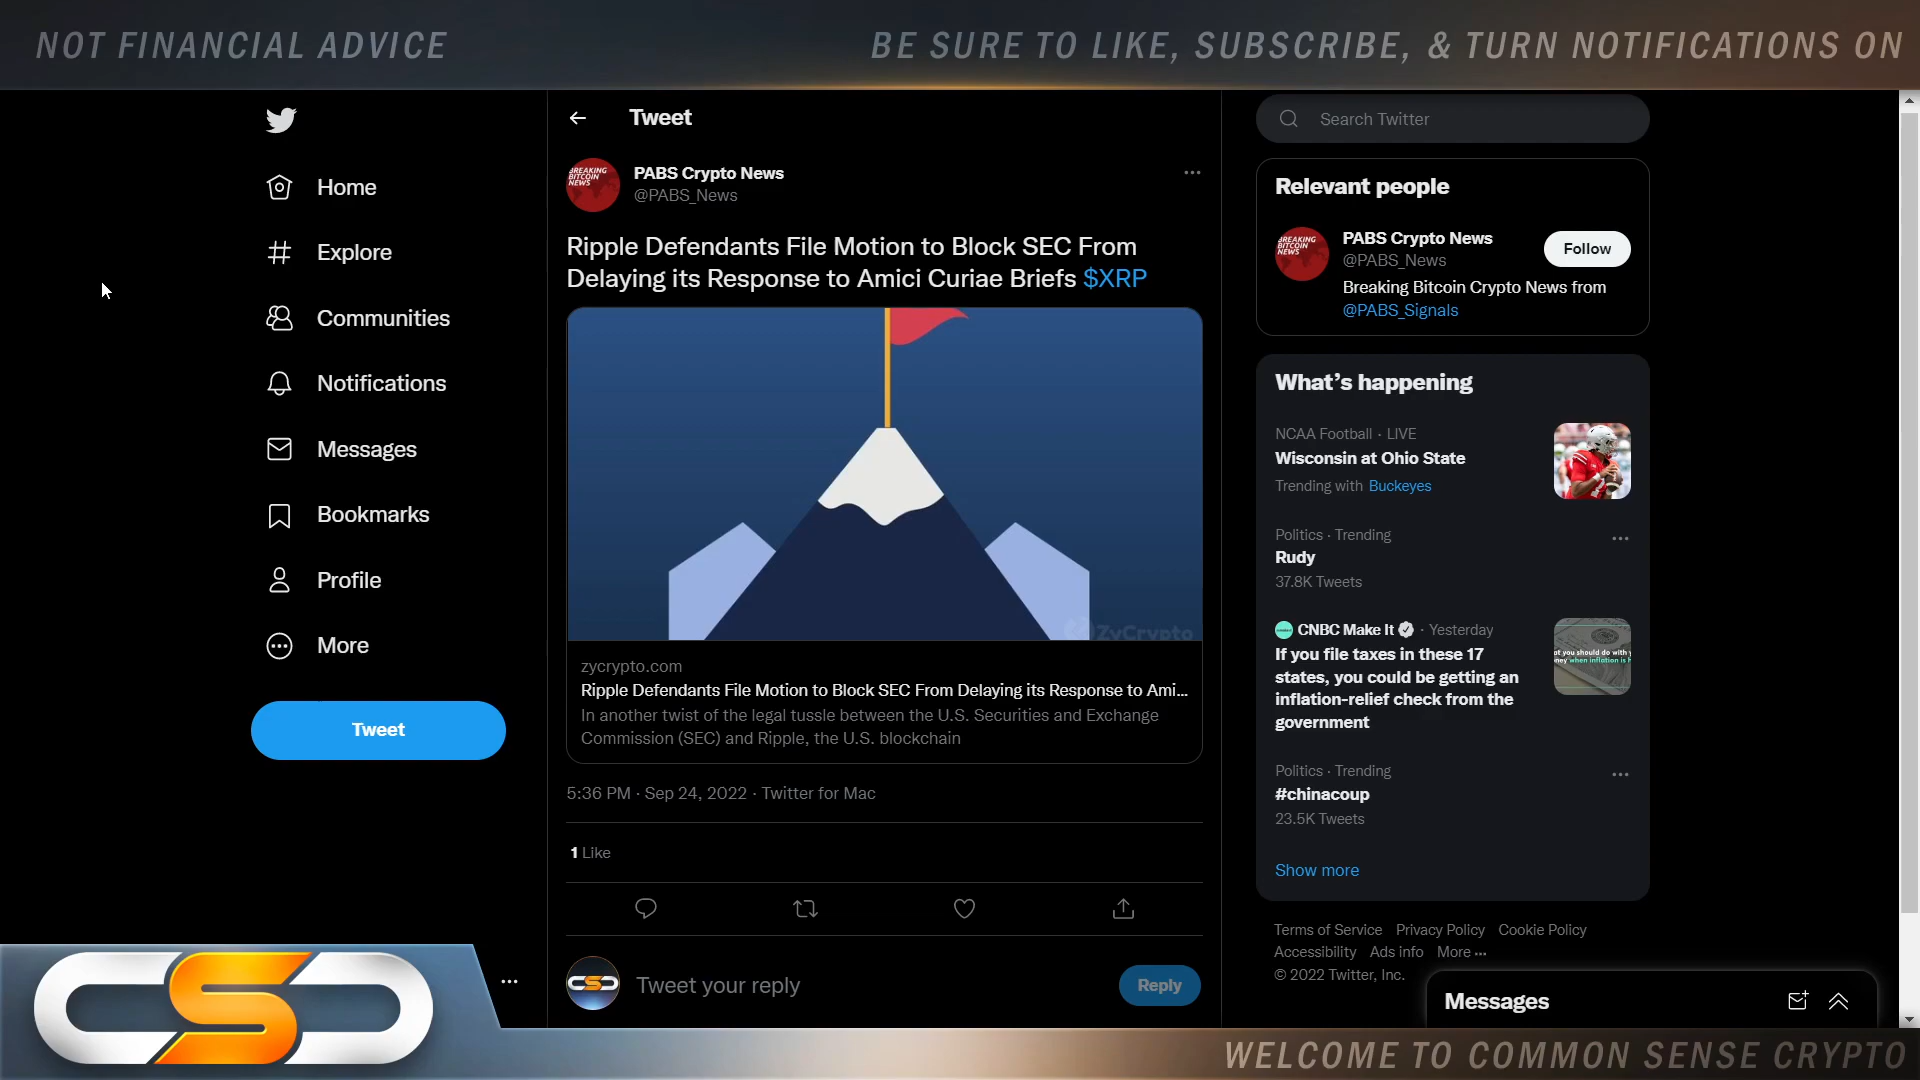 NOT FINANCIAL ADVICE
BE SURE TO LIKE, SUBSCRIBE, & TURN NOTIFICATIONS ON
Home
Explore
Communities
Notifications
Messages
Bookmarks
Profile
More
Tweet
Tweet
BREAKING
BITCOIN
NEWS
PABS Crypto News
@PABS_News
Ripple Defendants File Motion to Block SEC From
Delaying its Response to Amici Curiae Briefs $XRP
ZyCrypto
zycrypto.com
Ripple Defendants File Motion to Block SEC From Delaying its Response to Ami...
In another twist of the legal tussle between the U.S. Securities and Exchange
Commission (SEC) and Ripple, the U.S. blockchain
5:36 PM · Sep 24, 2022 · Twitter for Mac
1 Like
CSC
Tweet your reply
Reply
Search Twitter
Relevant people
BREAKING
BITCOIN
NEWS
PABS Crypto News
@PABS_News
Follow
Breaking Bitcoin Crypto News from
@PABS_Signals
What's happening
NCAA Football · LIVE
Wisconsin at Ohio State
Trending with Buckeyes
Politics · Trending
Rudy
37.8K Tweets
CNBC Make It · Yesterday
If you file taxes in these 17
states, you could be getting an
inflation-relief check from the
government
Politics · Trending
#chinacoup
23.5K Tweets
Show more
Terms of Service Privacy Policy Cookie Policy
Accessibility Ads info More ...
© 2022 Twitter, Inc.
Messages
CSC
WELCOME TO COMMON SENSE CRYPTO